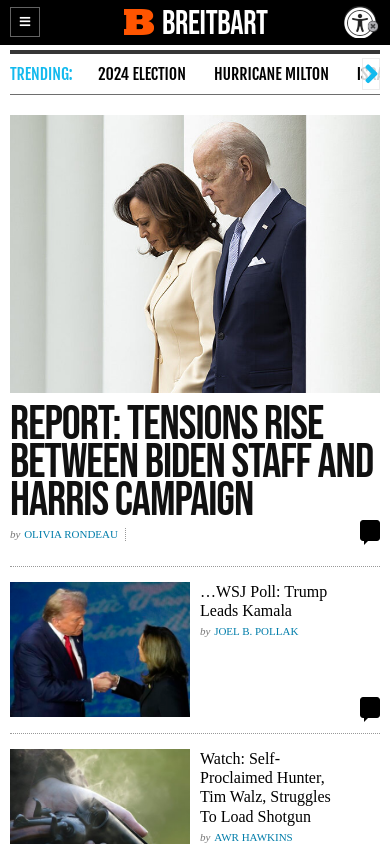 BREITBART
TRENDING: 2024 ELECTION HURRICANE MILTON
REPORT: TENSIONS RISE
BETWEEN BIDEN STAFF AND
HARRIS CAMPAIGN
by OLIVIA RONDEAU
…WSJ Poll: Trump
Leads Kamala
by JOEL B. POLLAK
Watch: Self-
Proclaimed Hunter,
Tim Walz, Struggles
To Load Shotgun
by AWR HAWKINS